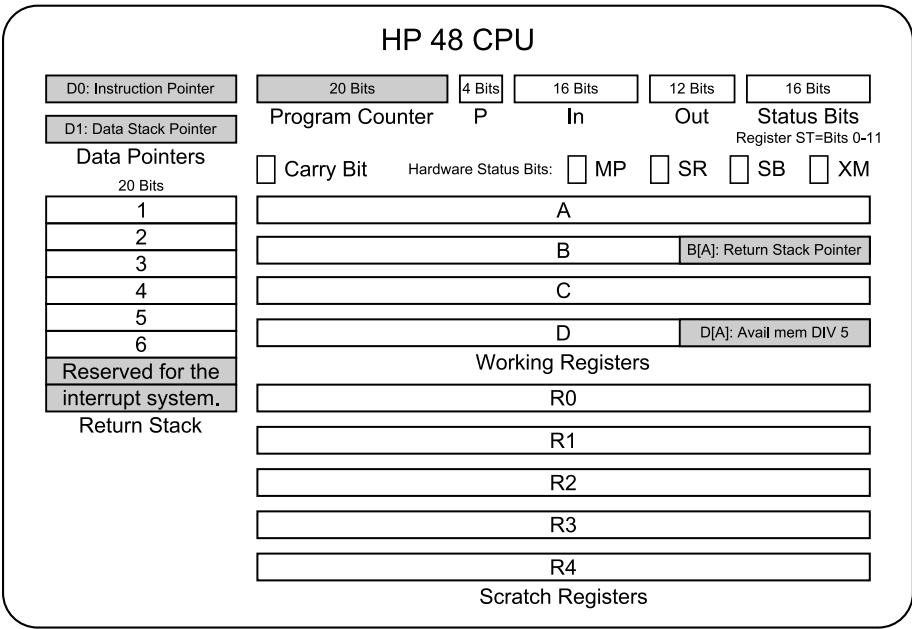 HP 48 CPU
D0: Instruction Pointer
D1: Data Stack Pointer
Data Pointers
20 Bits
1
2
3
4
5
6
Reserved for the
interrupt system.
Return Stack
20 Bits
4 Bits
16 Bits
12 Bits
16 Bits
Program Counter
P
In
Out
Status Bits
Register ST=Bits 0-11
Carry Bit
Hardware Status Bits:
MP
SR
SB
XM
A
B
B[A]: Return Stack Pointer
C
D
D[A]: Avail mem DIV 5
Working Registers
R0
R1
R2
R3
R4
Scratch Registers